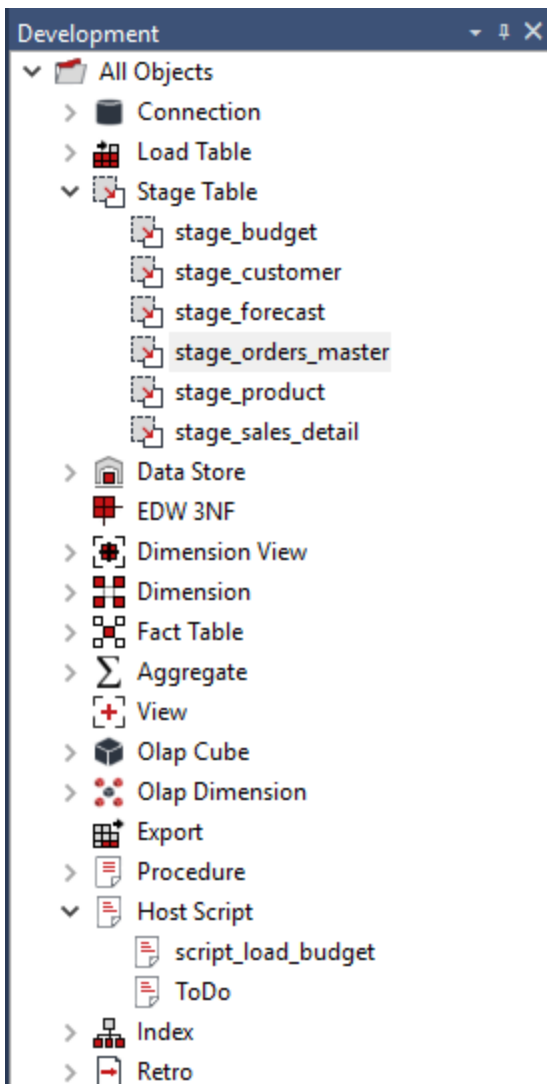 Development
All Objects
Connection
Load Table
Stage Table
stage_budget
stage_customer
stage_forecast
stage_orders_master
stage_product
stage_sales_detail
Data Store
EDW 3NF
Dimension View
Dimension
Fact Table
Aggregate
View
Olap Cube
Olap Dimension
Export
Procedure
Host Script
script_load_budget
ToDo
Index
Retro